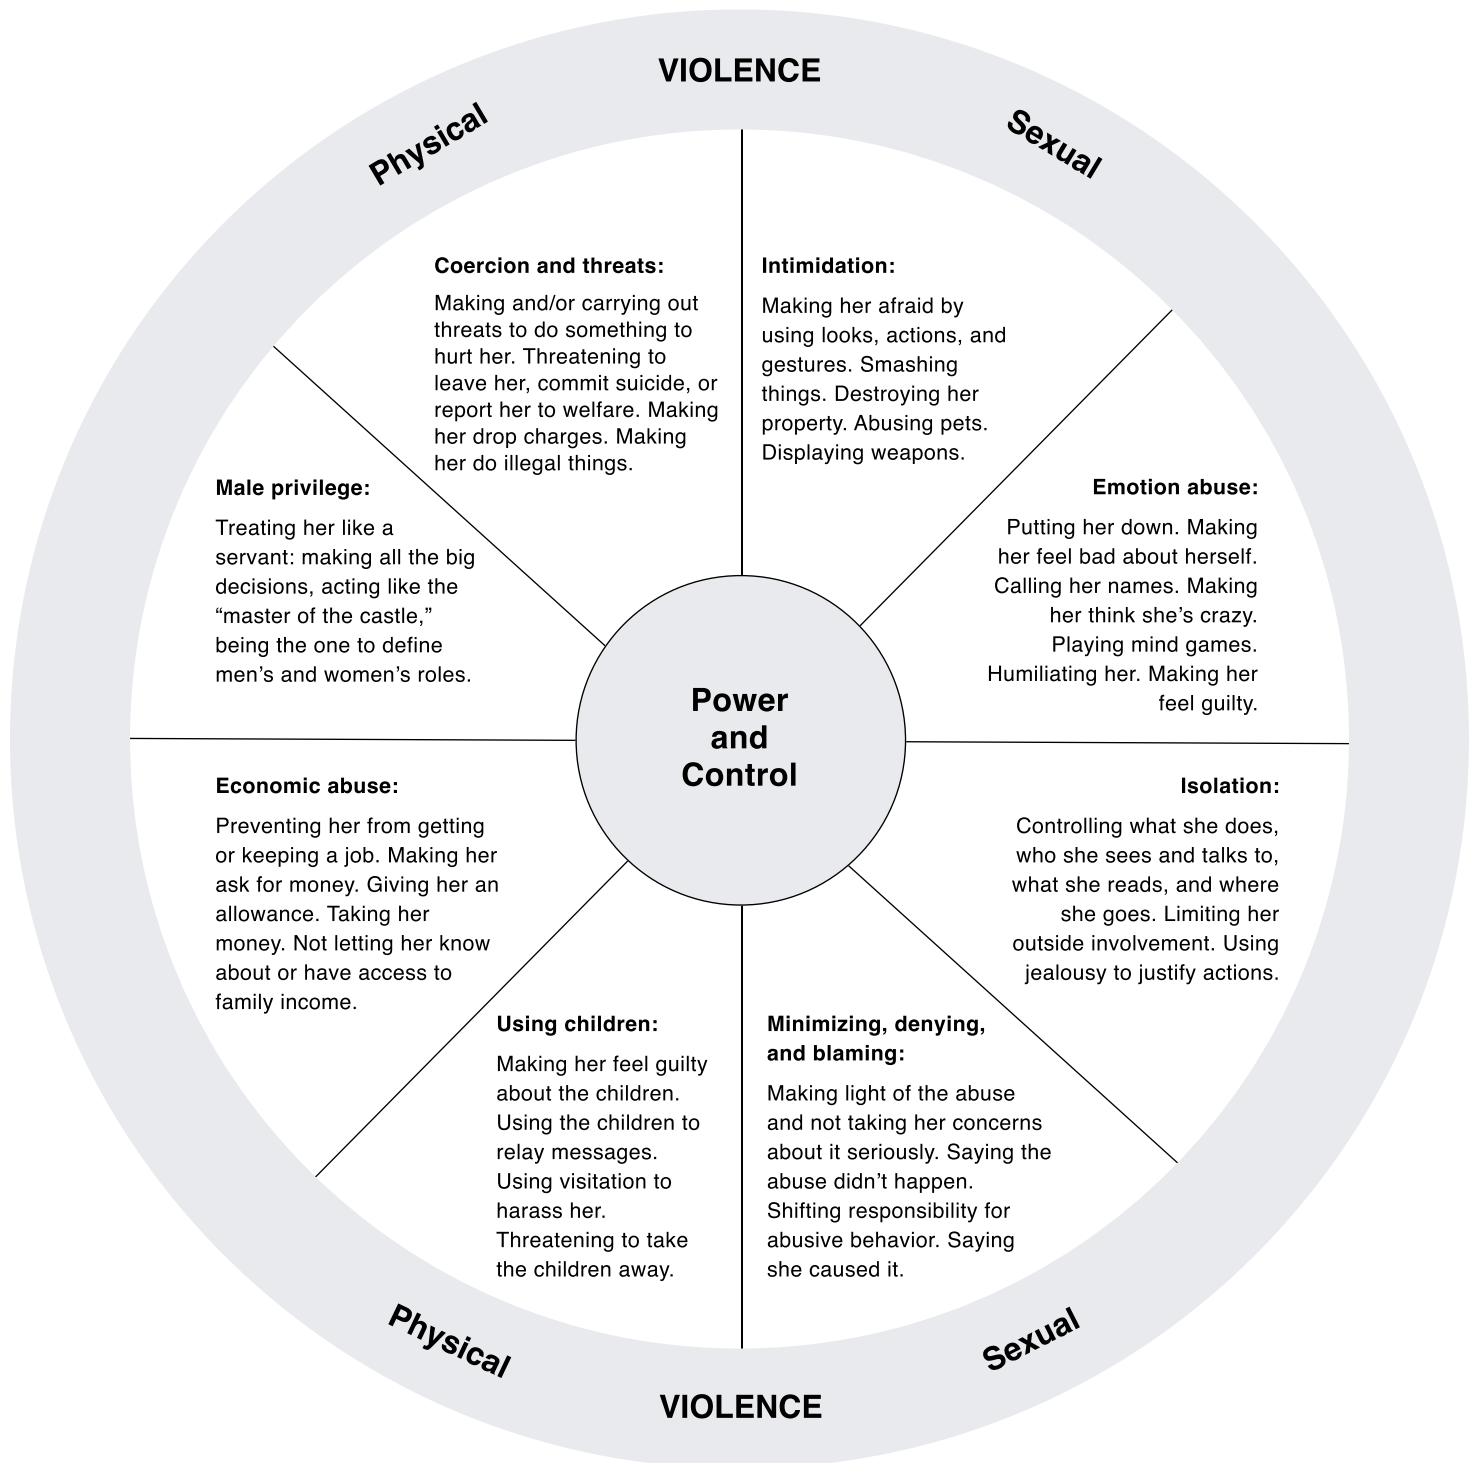 VIOLENCE
Physical
Sexual
Coercion and threats:
Making and/or carrying out
threats to do something to
hurt her. Threatening to
leave her, commit suicide, or
report her to welfare. Making
her drop charges. Making
her do illegal things.
Intimidation:
Making her afraid by
using looks, actions, and
gestures. Smashing
things. Destroying her
property. Abusing pets.
Displaying weapons.
Male privilege:
Treating her like a
servant: making all the big
decisions, acting like the
“master of the castle,”
being the one to define
men’s and women’s roles.
Emotion abuse:
Putting her down. Making
her feel bad about herself.
Calling her names. Making
her think she’s crazy.
Playing mind games.
Humiliating her. Making her
feel guilty.
Power
and
Control
Economic abuse:
Preventing her from getting
or keeping a job. Making her
ask for money. Giving her an
allowance. Taking her
money. Not letting her know
about or have access to
family income.
Isolation:
Controlling what she does,
who she sees and talks to,
what she reads, and where
she goes. Limiting her
outside involvement. Using
jealousy to justify actions.
Using children:
Making her feel guilty
about the children.
Using the children to
relay messages.
Using visitation to
harass her.
Threatening to take
the children away.
Minimizing, denying,
and blaming:
Making light of the abuse
and not taking her concerns
about it seriously. Saying the
abuse didn’t happen.
Shifting responsibility for
abusive behavior. Saying
she caused it.
Physical
Sexual
VIOLENCE